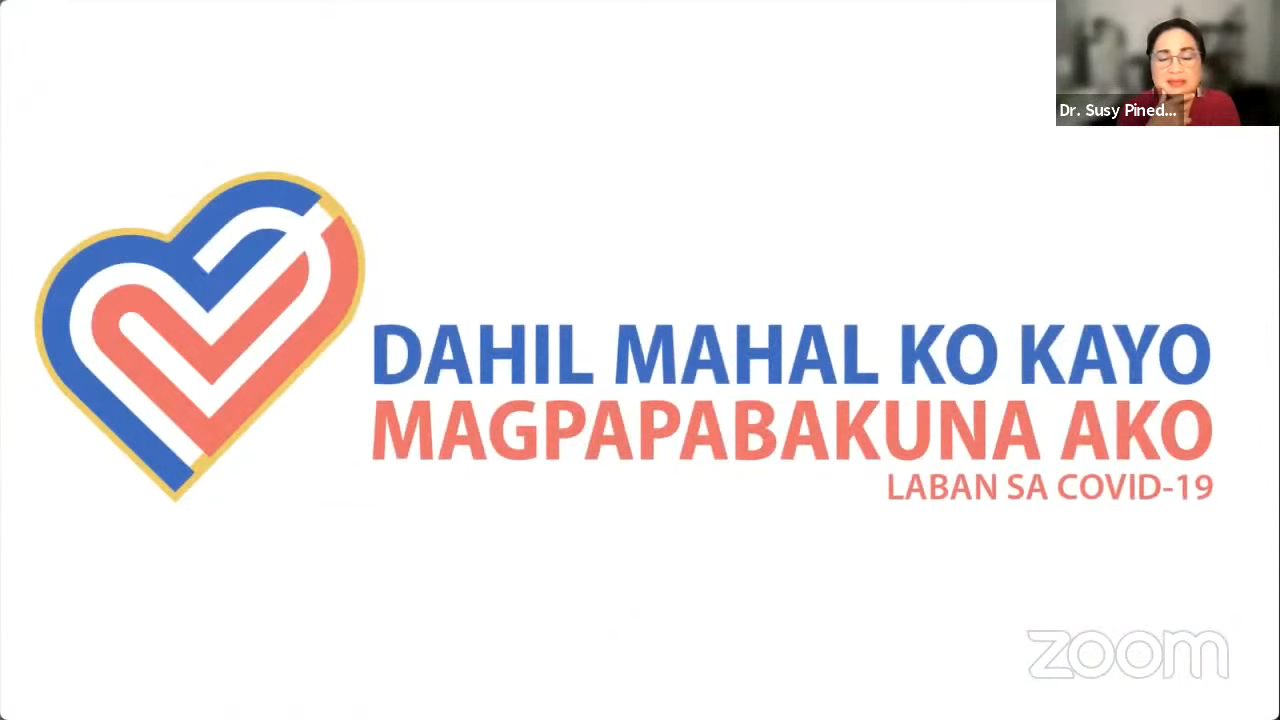 Dr. Susy Pined...
DAHIL MAHAL KO KAYO
MAGPAPABAKUNA AKO
LABAN SA COVID-19
zoom